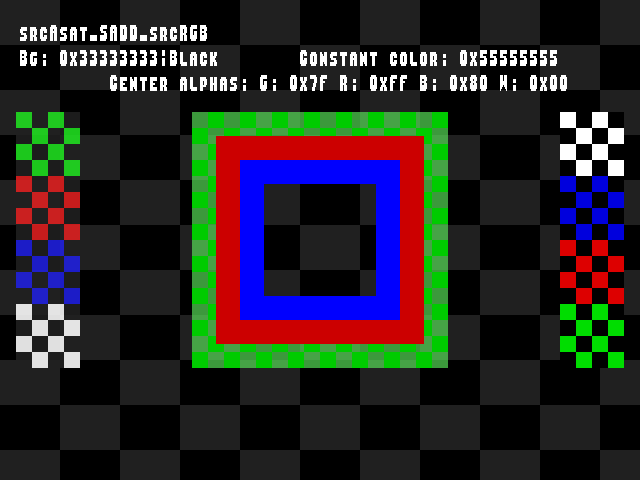 srcAsat_SADD_srcRGB
Bg: 0x33333333;Black Constant color: 0x55555555
Center alphas: G: 0x7F R: 0xFF B: 0x80 W: 0x00